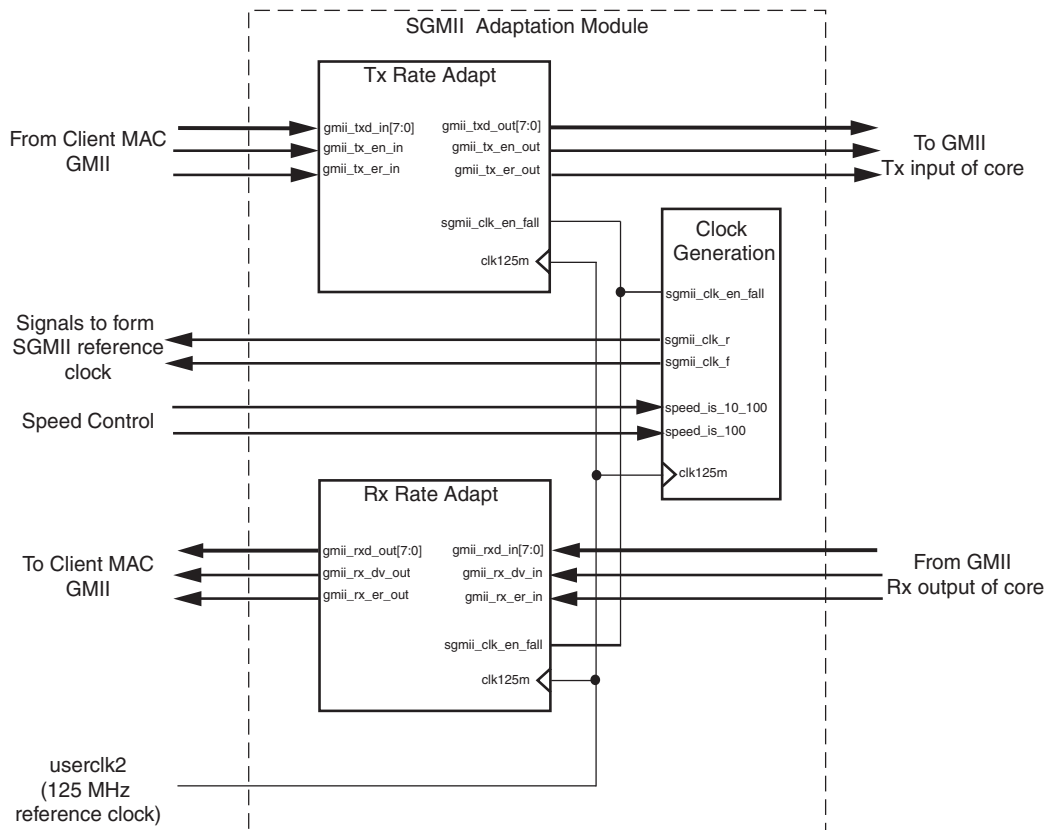 SGMII Adaptation Module
Tx Rate Adapt
From Client MAC
GMII
gmii_txd_in[7:0]
gmii_tx_en_in
gmii_tx_er_in
gmii_txd_out[7:0]
gmii_tx_en_out
gmii_tx_er_out
sgmii_clk_en_fall
clk125m
To GMII
Tx input of core
Clock
Generation
sgmii_clk_en_fall
sgmii_clk_r
sgmii_clk_f
speed_is_10_100
speed_is_100
clk125m
Signals to form
SGMII reference
clock
Speed Control
Rx Rate Adapt
To Client MAC
GMII
gmii_rxd_out[7:0]
gmii_rx_dv_out
gmii_rx_er_out
gmii_rxd_in[7:0]
gmii_rx_dv_in
gmii_rx_er_in
sgmii_clk_en_fall
clk125m
From GMII
Rx output of core
userclk2
(125 MHz
reference clock)